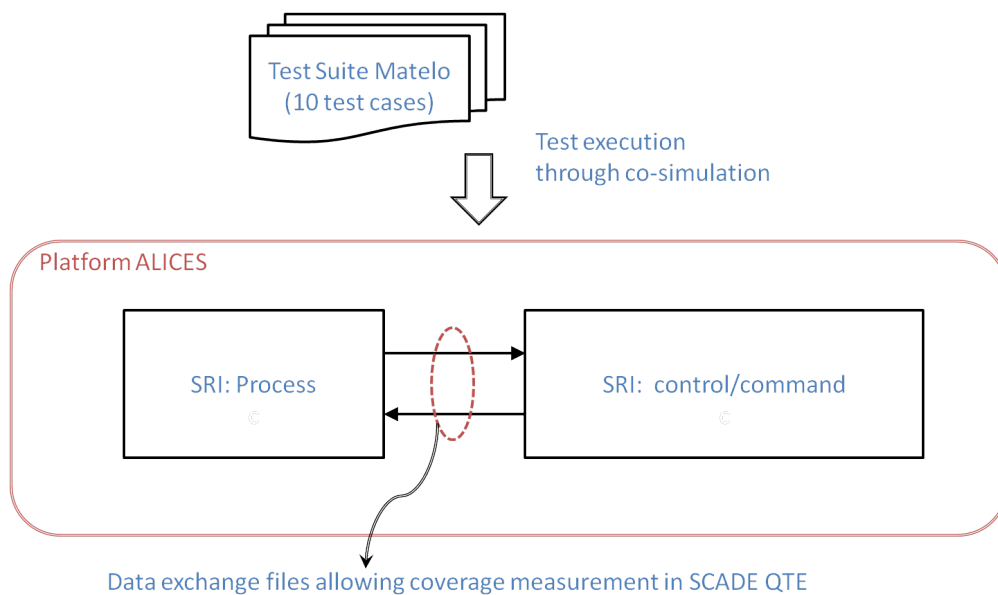 Test Suite Matelo
(10 test cases)
Test execution
through co-simulation
Platform ALICES
SRI: Process
©
SRI: control/command
©
Data exchange files allowing coverage measurement in SCADE QTE